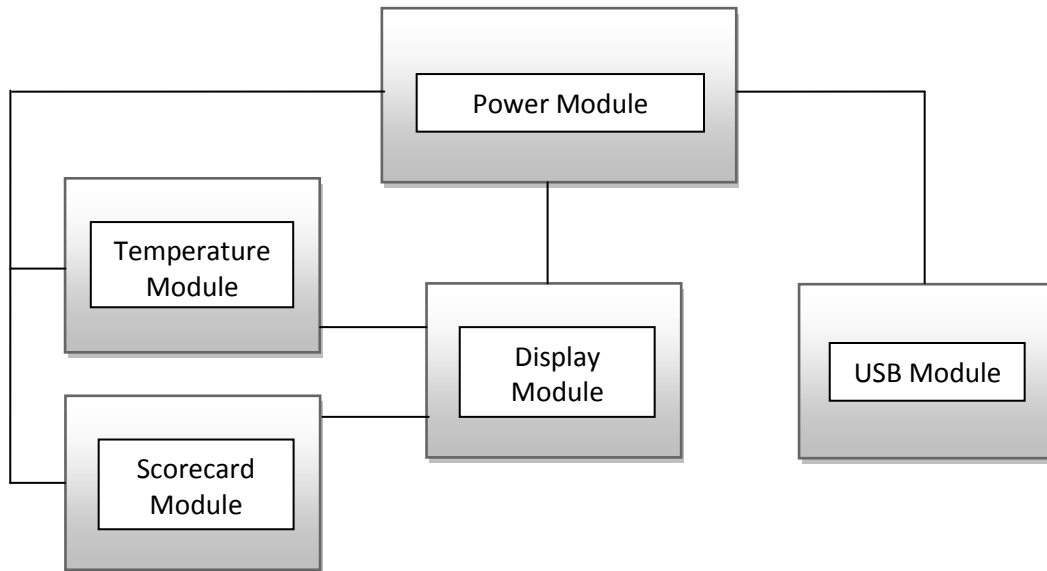 Power Module
Temperature
Module
Display
Module
USB Module
Scorecard
Module